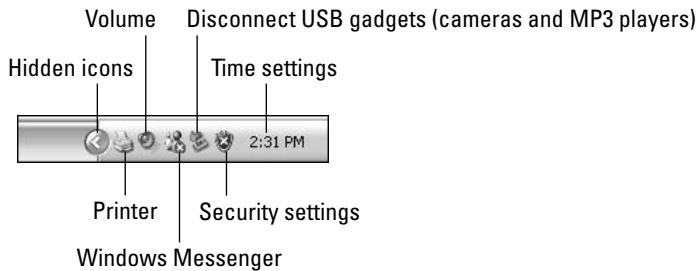 Volume
Disconnect USB gadgets (cameras and MP3 players)
Hidden icons
Time settings
2:31 PM
Printer
Security settings
Windows Messenger